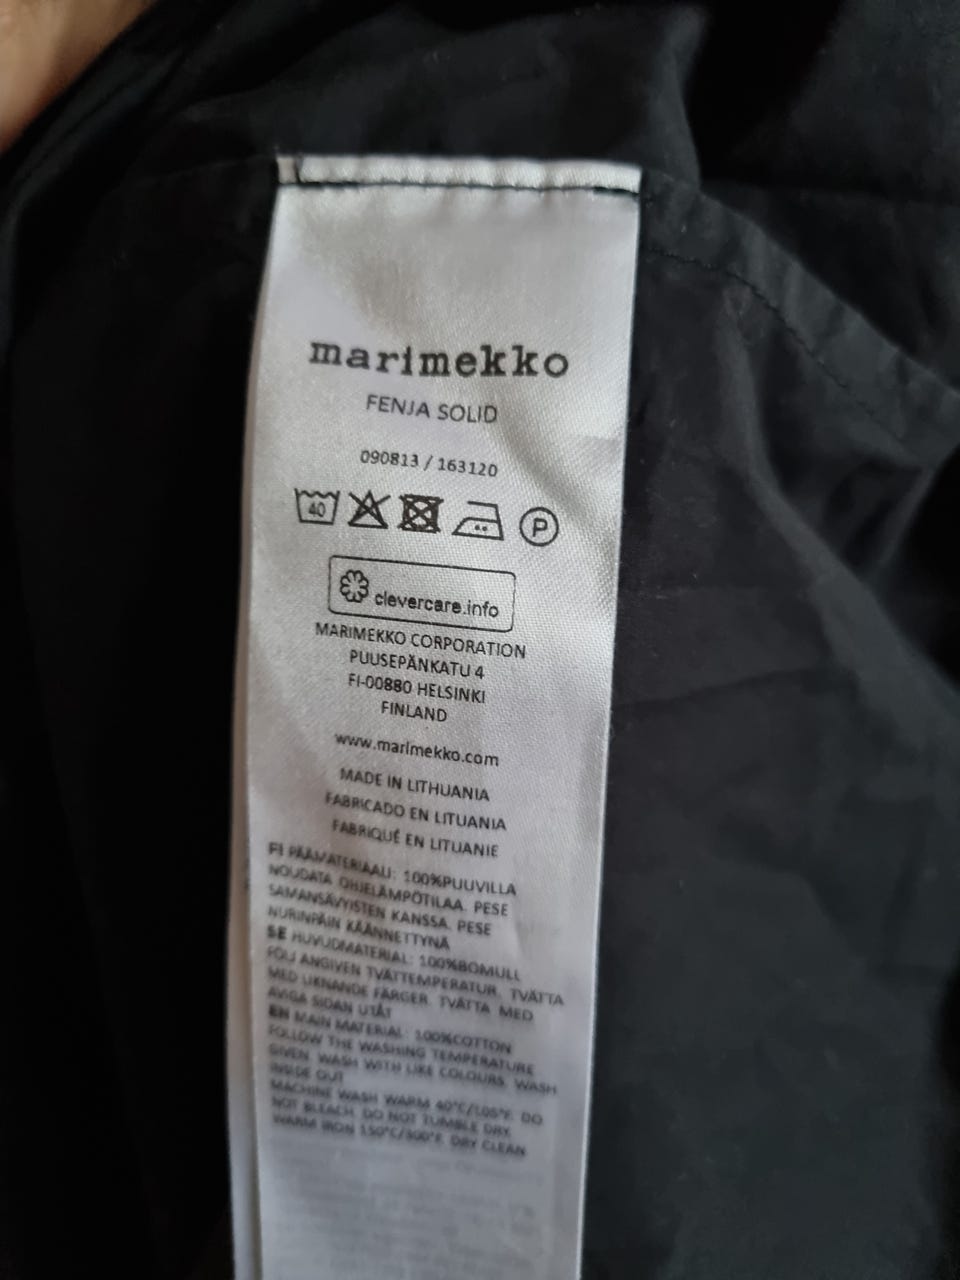 marimekko
FENJA SOLID
090813 / 163120
40
P
clevercare.info
MARIMEKKO CORPORATION
PUUSEPÄNKATU 4
FI-00880 HELSINKI
FINLAND
www.marimekko.com
MADE IN LITHUANIA
FABRICADO EN LITUANIA
FABRIQUÉ EN LITUANIE
FI PÄÄMATERIAALI: 100%PUUVILLA
NOUDATA OHJELÄMPÖTILAA. PESE
SAMANSÄVYISTEN KANSSA. PESE
NURINPÄIN KÄÄNNETTYNÄ
SE HUVUDMATERIAL: 100%BOMULL
FÖLJ ANGIVEN TVÄTTEMPERATUR. TVÄTTA
MED LIKNANDE FÄRGER. TVÄTTA MED
AVIGA SIDAN UTÅT
EN MAIN MATERIAL: 100%COTTON
FOLLOW THE WASHING TEMPERATURE
GIVEN. WASH WITH LIKE COLOURS. WASH
INSIDE OUT
MACHINE WASH WARM 40°C/105°F. DO
NOT BLEACH. DO NOT TUMBLE DRY.
WARM IRON 150°C/300°F. DRY CLEAN